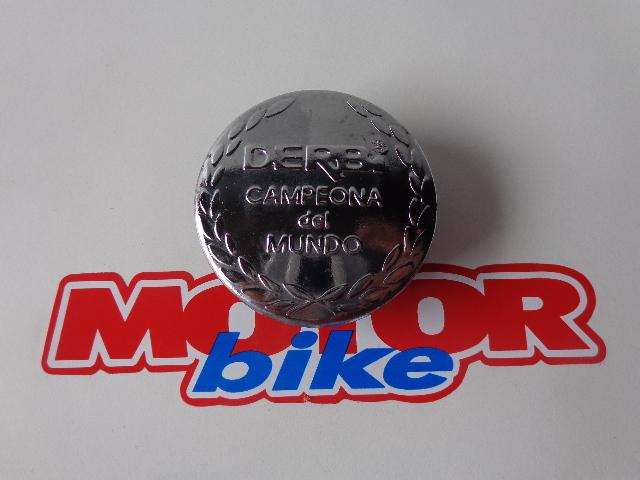 DERBI®
CAMPEONA
del
MUNDO
MOTOR
bike